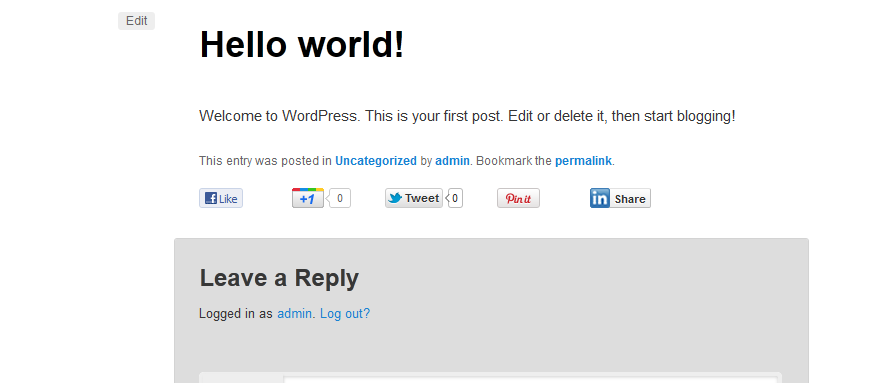 Edit
Hello world!
Welcome to WordPress. This is your first post. Edit or delete it, then start blogging!
This entry was posted in Uncategorized by admin. Bookmark the permalink.
Like +1 0 Tweet 0 Pin it in Share
Leave a Reply
Logged in as admin. Log out?